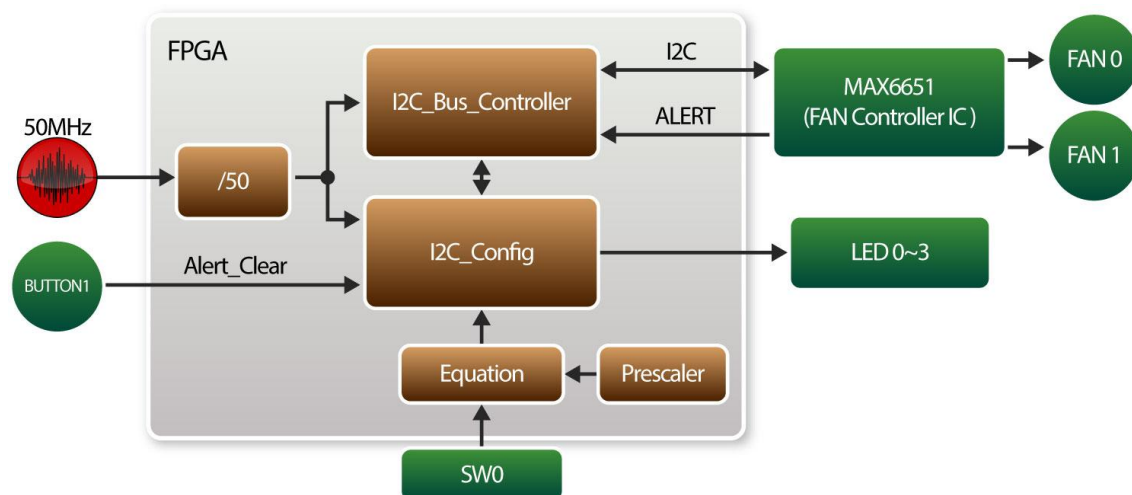 FPGA
50MHz
/50
I2C_Bus_Controller
I2C
ALERT
MAX6651
(FAN Controller IC )
FAN 0
FAN 1
BUTTON1
Alert_Clear
I2C_Config
LED 0~3
Equation
Prescaler
SW0